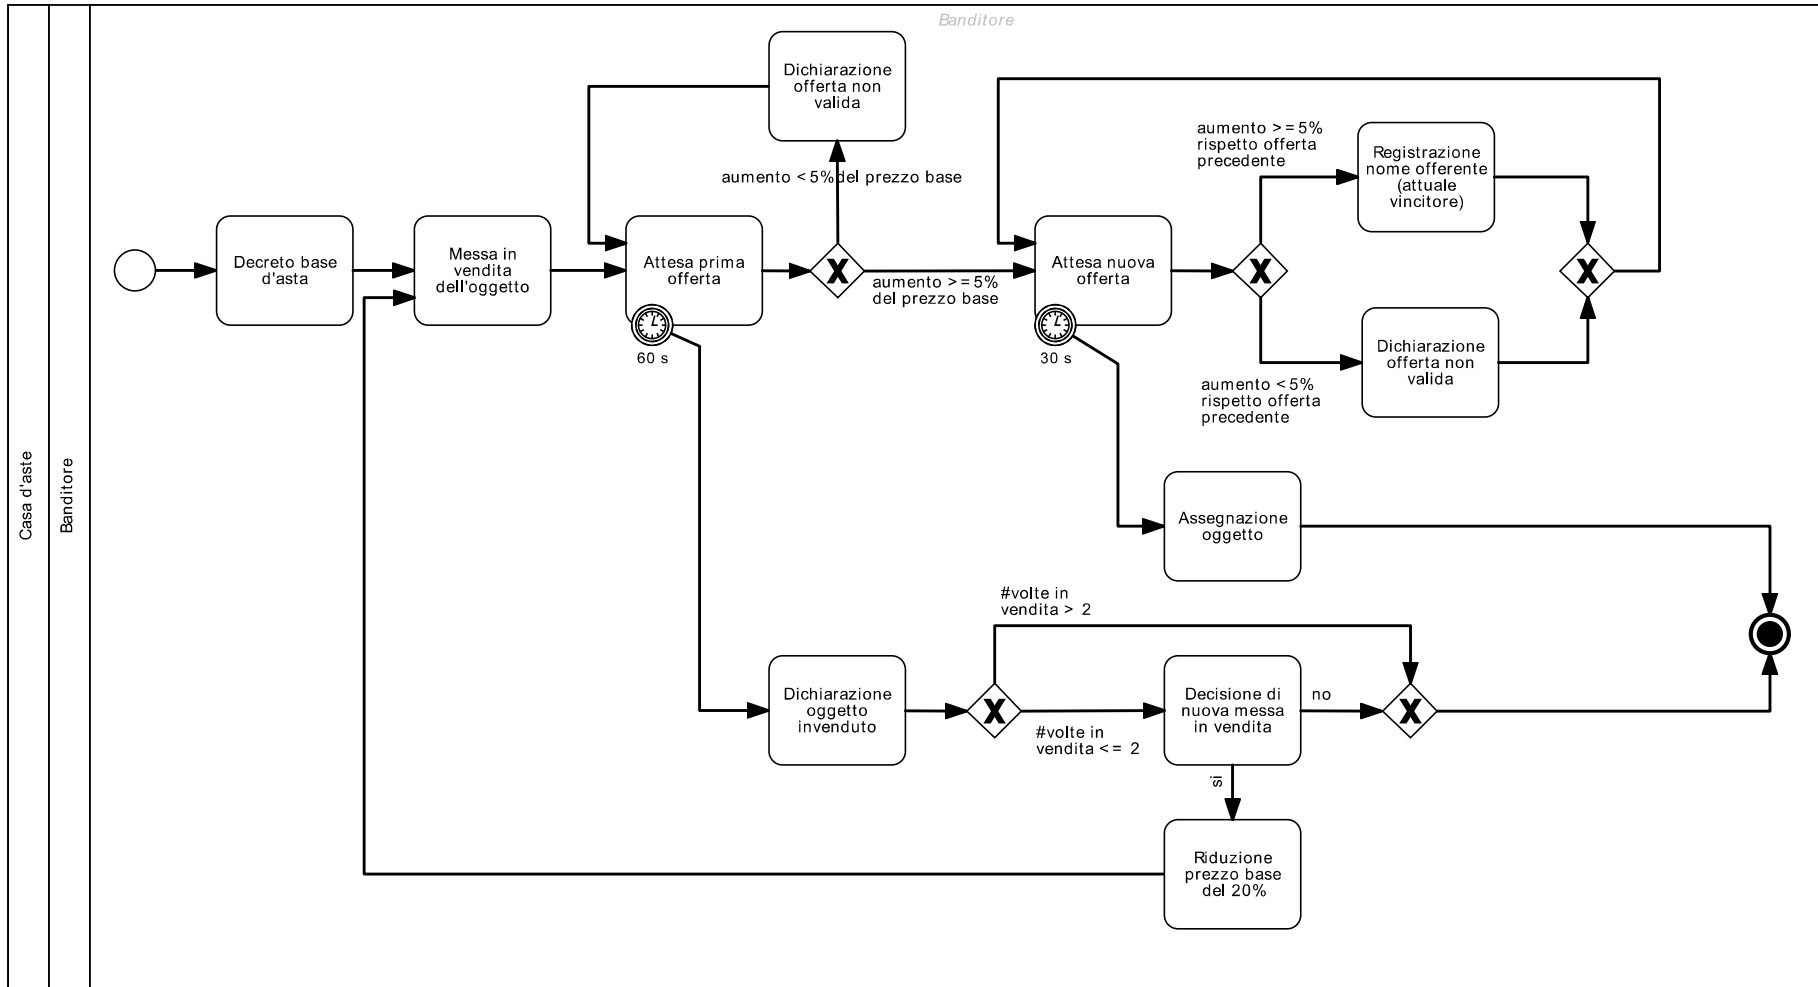 Banditore
Casa d'aste
Banditore
Dichiarazione
offerta non
valida
aumento <5% del prezzo base
aumento >=5%
rispetto offerta
precedente
Registrazione
nome offerente
(attuale
vincitore)
Decreto base
d'asta
Messa in
vendita
dell'oggetto
Attesa prima
offerta
60 s
X
aumento >=5%
del prezzo base
Attesa nuova
offerta
30 s
X
X
aumento <5%
rispetto offerta
precedente
Dichiarazione
offerta non
valida
Assegnazione
oggetto
#volte in
vendita > 2
Dichiarazione
oggetto
invenduto
X
#volte in
vendita <= 2
Decisione di
nuova messa
in vendita
no
X
si
Riduzione
prezzo base
del 20%